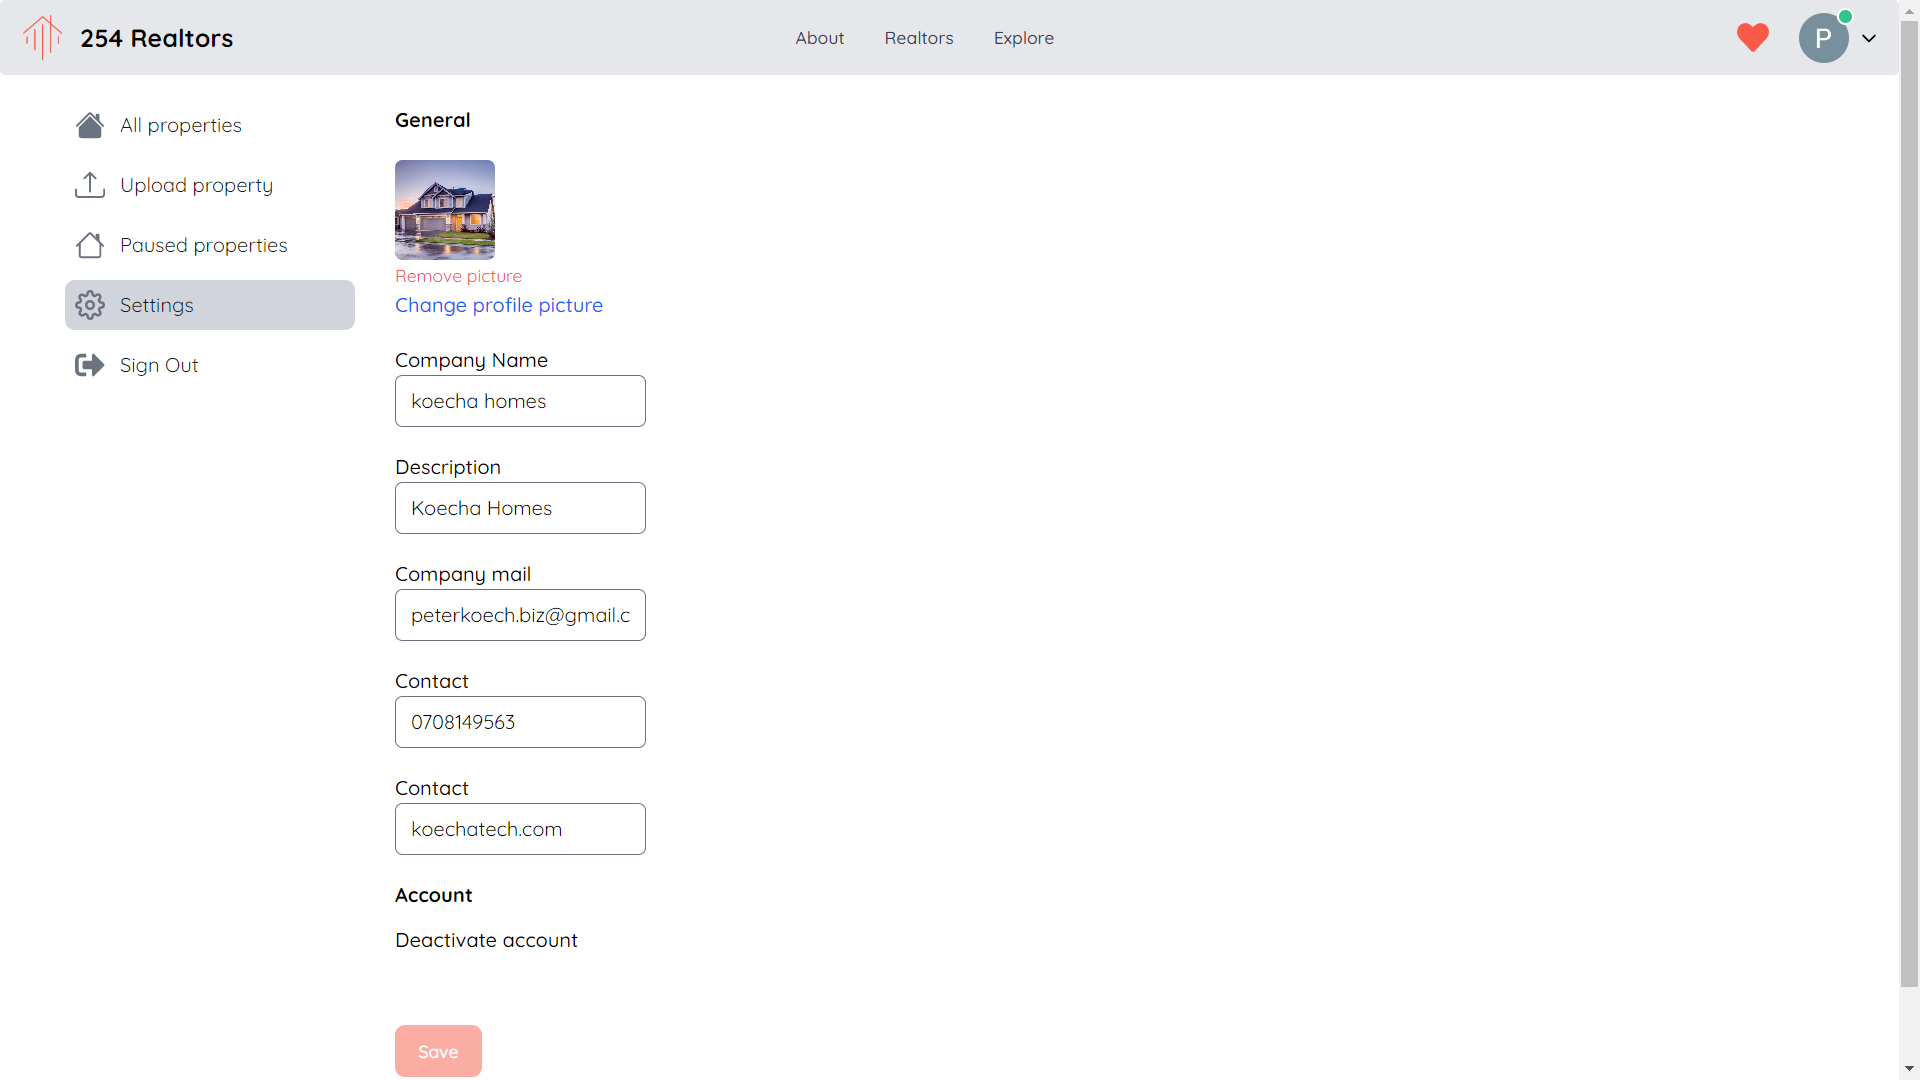 254 Realtors
About
Realtors
Explore
P
All properties
Upload property
Paused properties
Settings
Sign Out
General
Remove picture
Change profile picture
Company Name
koecha homes
Description
Koecha Homes
Company mail
peterkoech.biz@gmail.c
Contact
0708149563
Contact
koechatech.com
Account
Deactivate account
Save